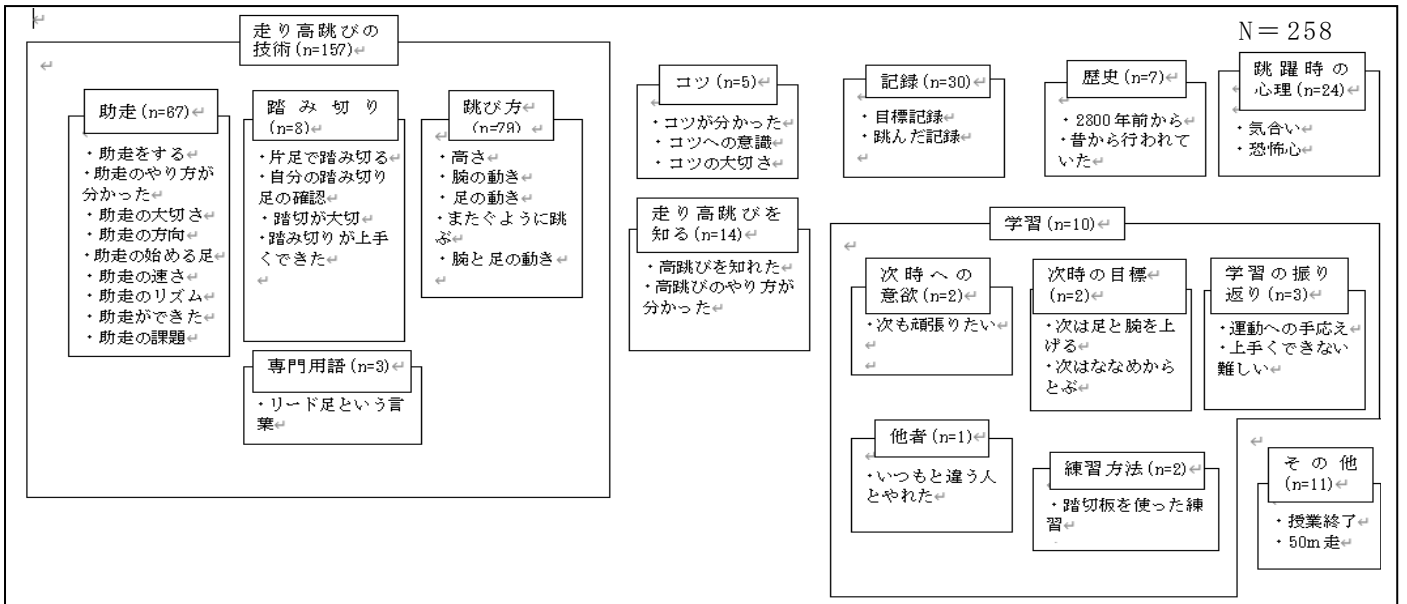 N＝258
走り高跳びの
技術(n=157)
助走(n=67)
・助走をする
・助走のやり方が
分かった
・助走の大切さ
・助走の方向
・助走の始める足
・助走の速さ
・助走のリズム
・助走ができた
・助走の課題
踏み切り
(n=8)
・片足で踏み切る
・自分の踏み切り
足の確認
・踏切が大切
・踏み切りが上手
くできた
跳び方
(n=79)
・高さ
・腕の動き
・足の動き
・またぐように跳
ぶ
・腕と足の動き
専門用語(n=3)
・リード足という言
葉
コツ(n=5)
・コツが分かった
・コツへの意識
・コツの大切さ
記録(n=30)
・目標記録
・跳んだ記録
歴史(n=7)
・2800年前から
・昔から行われて
いた
跳躍時の
心理(n=24)
・気合い
・恐怖心
走り高跳びを
知る(n=14)
・高跳びを知れた
・高跳びのやり方が
分かった
学習(n=10)
次時への
意欲(n=2)
・次も頑張りたい
次時の目標
(n=2)
・次は足と腕を上
げる
・次はななめから
とぶ
学習の振り
返り(n=3)
・運動への手応え
・上手くできない
難しい
他者(n=1)
・いつもと違う人
とやれた
練習方法(n=2)
・踏切板を使った練
習
その他
(n=11)
・授業終了
・50m走